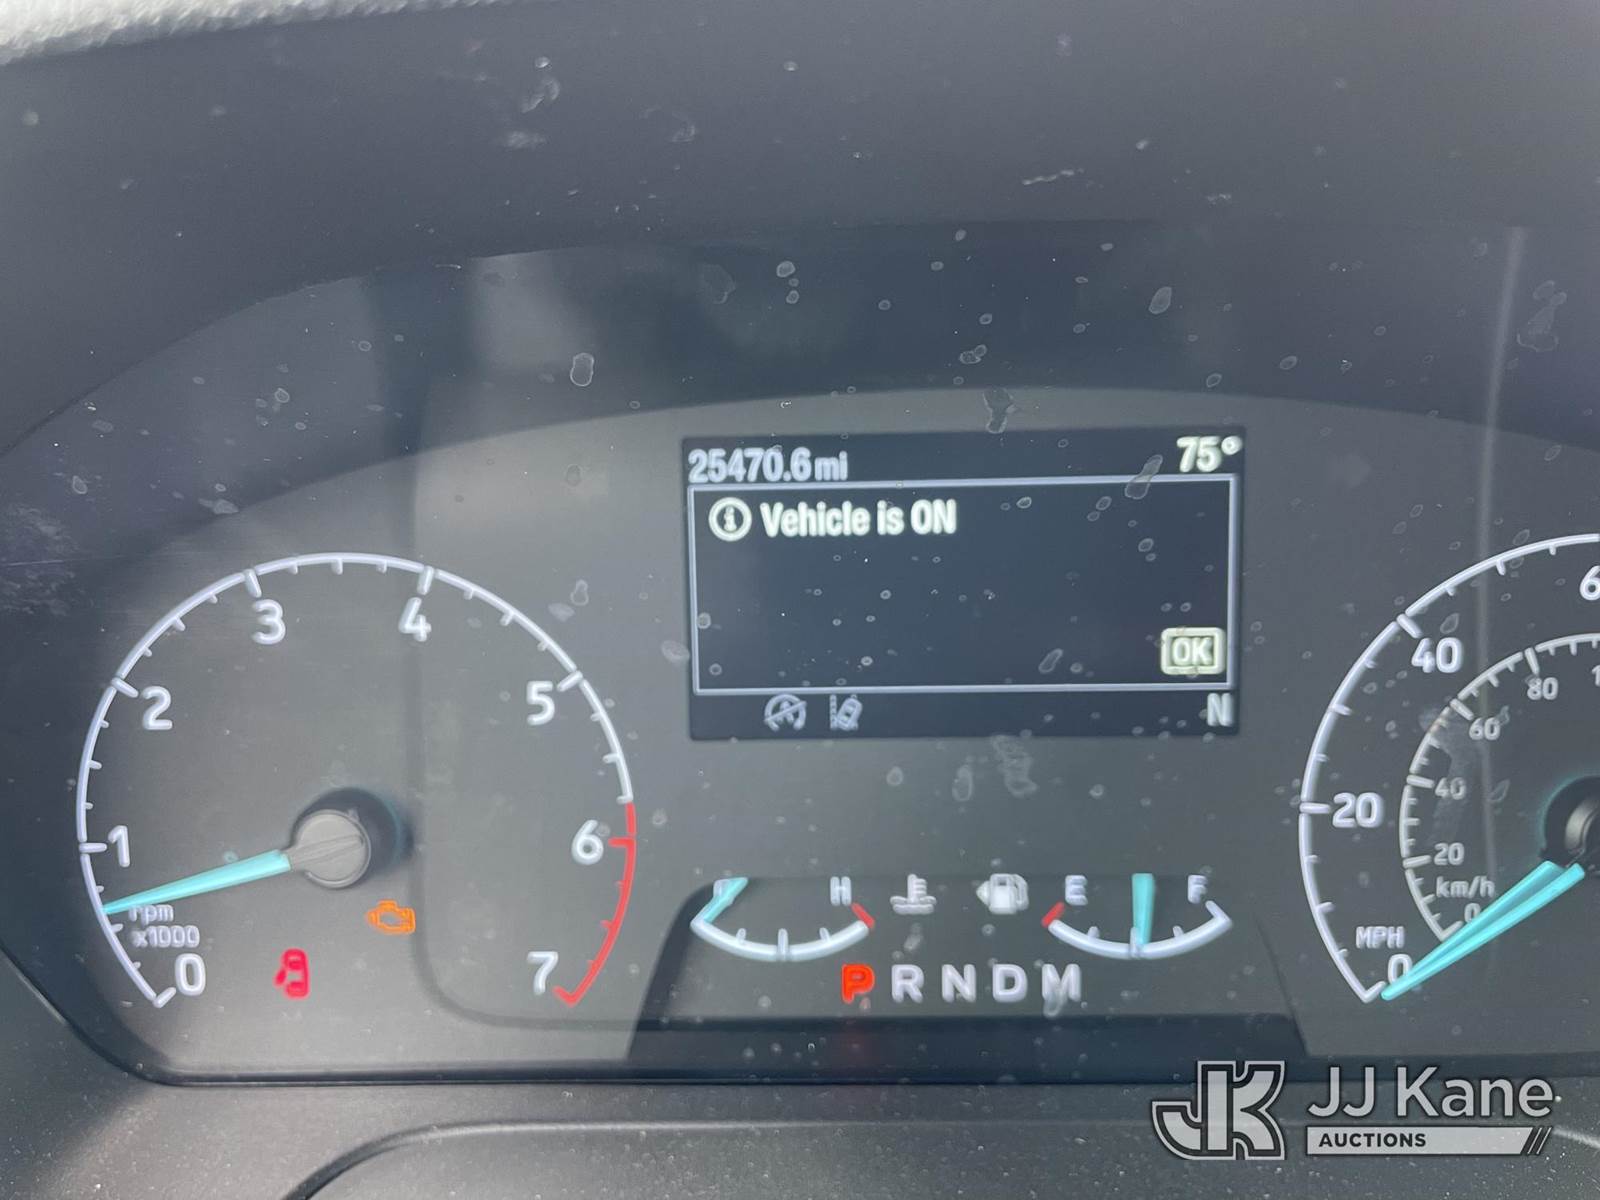 25470.6mi 75°
i Vehicle is ON
OK
N
0 1 2 3 4 5 6 7
rpm
x1000
H
E F
P R N D M
0 20 40
MPH
0 20 40 60 80
km/h
JJ Kane
AUCTIONS